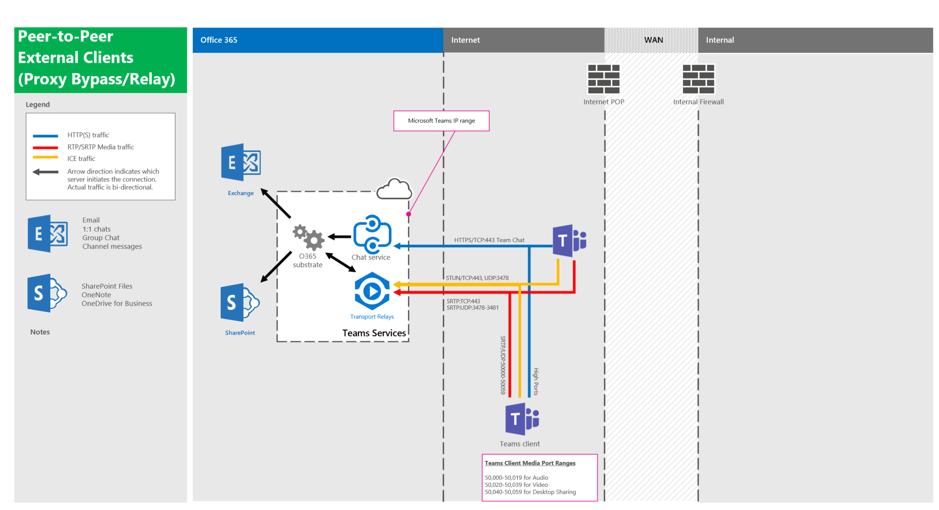 Peer-to-Peer
External Clients
(Proxy Bypass/Relay)
Legend
HTTP(S) traffic
RTP/SRTP Media traffic
ICE traffic
Arrow direction indicates which
server initiates the connection.
Actual traffic is bi-directional.
Email
1:1 chats
Group Chat
Channel messages
SharePoint Files
OneNote
OneDrive for Business
Notes
Office 365
Internet
WAN
Internal
Internet POP
Internal Firewall
Microsoft Teams IP range
Exchange
O365
substrate
Chat service
Transport Relays
SharePoint
Teams Services
HTTPS/TCP:443 Team Chat
STUN/TCP:443, UDP:3478
SRTP:TCP:443
SRTP:UDP:3478-3481
SRTP/UDP:50000-50059
High Ports
Teams client
Teams Client Media Port Ranges
50,000-50,019 for Audio
50,020-50,039 for Video
50,040-50,059 for Desktop Sharing
E
E
S
S
T
T